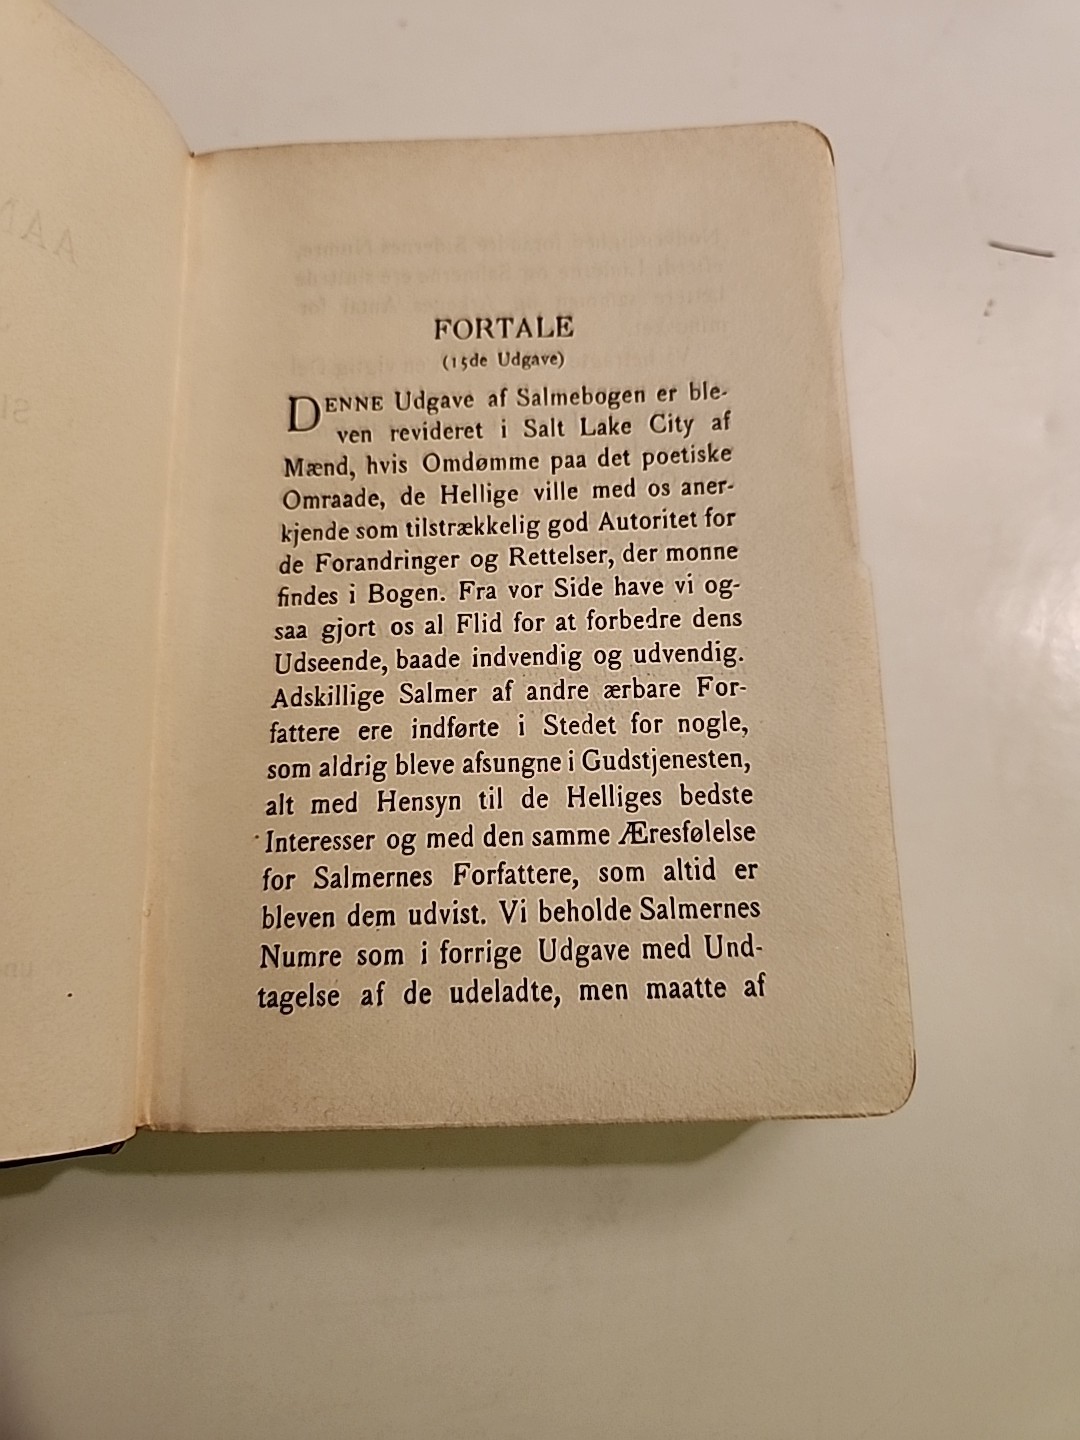 FORTALE
(15de Udgave)
DENNE Udgave af Salmebogen er ble-
ven revideret i Salt Lake City af
Mænd, hvis Omdømme paa det poetiske
Omraade, de Hellige ville med os aner-
kjende som tilstrækkelig god Autoritet for
de Forandringer og Rettelser, der monne
findes i Bogen. Fra vor Side have vi og-
saa gjort os al Flid for at forbedre dens
Udseende, baade indvendig og udvendig.
Adskillige Salmer af andre ærbare For-
fattere ere indførte i Stedet for nogle,
som aldrig bleve afsungne i Gudstjenesten,
alt med Hensyn til de Helliges bedste
Interesser og med den samme Æresfølelse
for Salmernes Forfattere, som altid er
bleven dem udvist. Vi beholde Salmernes
Numre som i forrige Udgave med Und-
tagelse af de udeladte, men maatte af